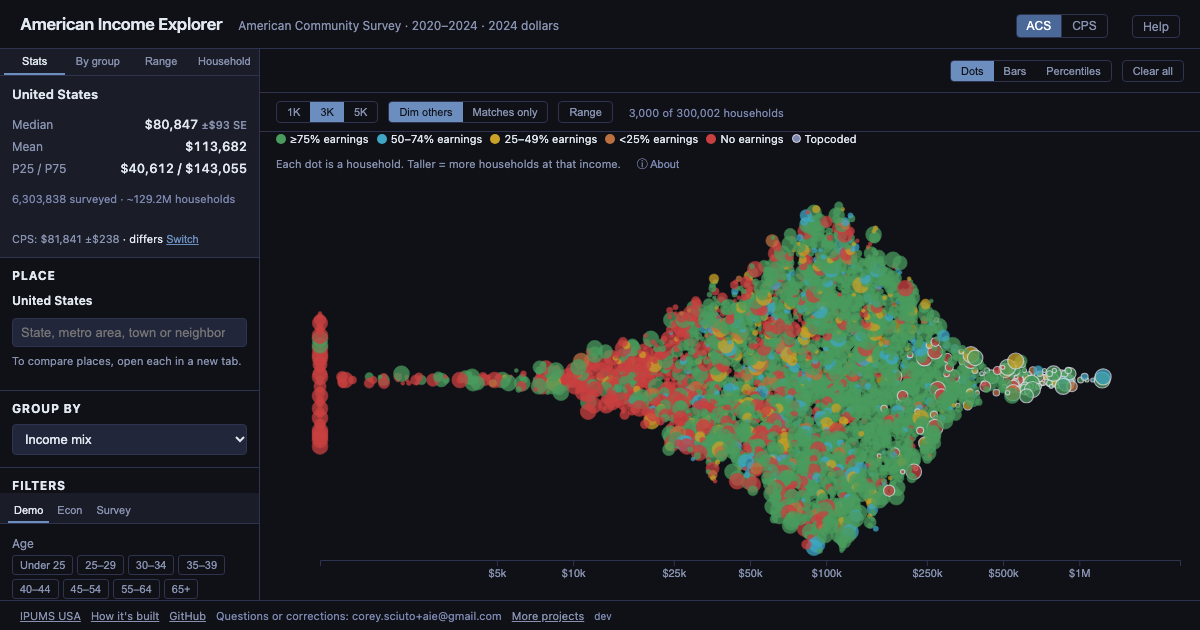 American Income Explorer American Community Survey · 2020–2024 · 2024 dollars ACS CPS Help
Stats By group Range Household
Dots Bars Percentiles Clear all
United States
Median $80,847 ±$93 SE
Mean $113,682
P25 / P75 $40,612 / $143,055
6,303,838 surveyed · ~129.2M households
CPS: $81,841 ±$238 · differs Switch
1K 3K 5K Dim others Matches only Range 3,000 of 300,002 households
≥75% earnings 50–74% earnings 25–49% earnings <25% earnings No earnings Topcoded
Each dot is a household. Taller = more households at that income. ⓘ About
PLACE
United States
State, metro area, town or neighbor
To compare places, open each in a new tab.
GROUP BY
Income mix
FILTERS
Demo Econ Survey
Age
Under 25 25–29 30–34 35–39
40–44 45–54 55–64 65+
$5k $10k $25k $50k $100k $250k $500k $1M
IPUMS USA How it's built GitHub Questions or corrections: corey.sciuto+aie@gmail.com More projects dev